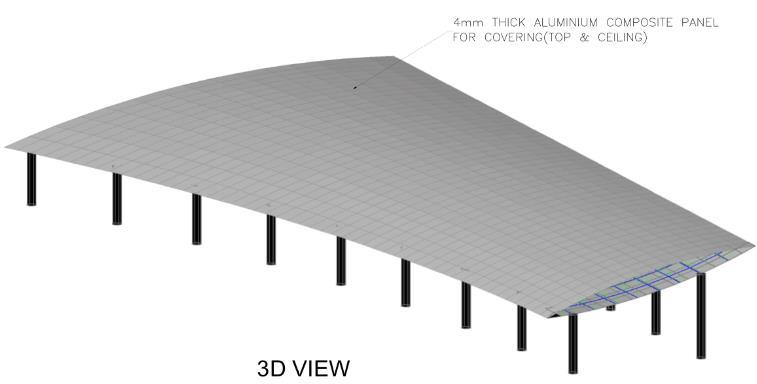 4mm THICK ALUMINIUM COMPOSITE PANEL
FOR COVERING(TOP & CEILING)
3D VIEW